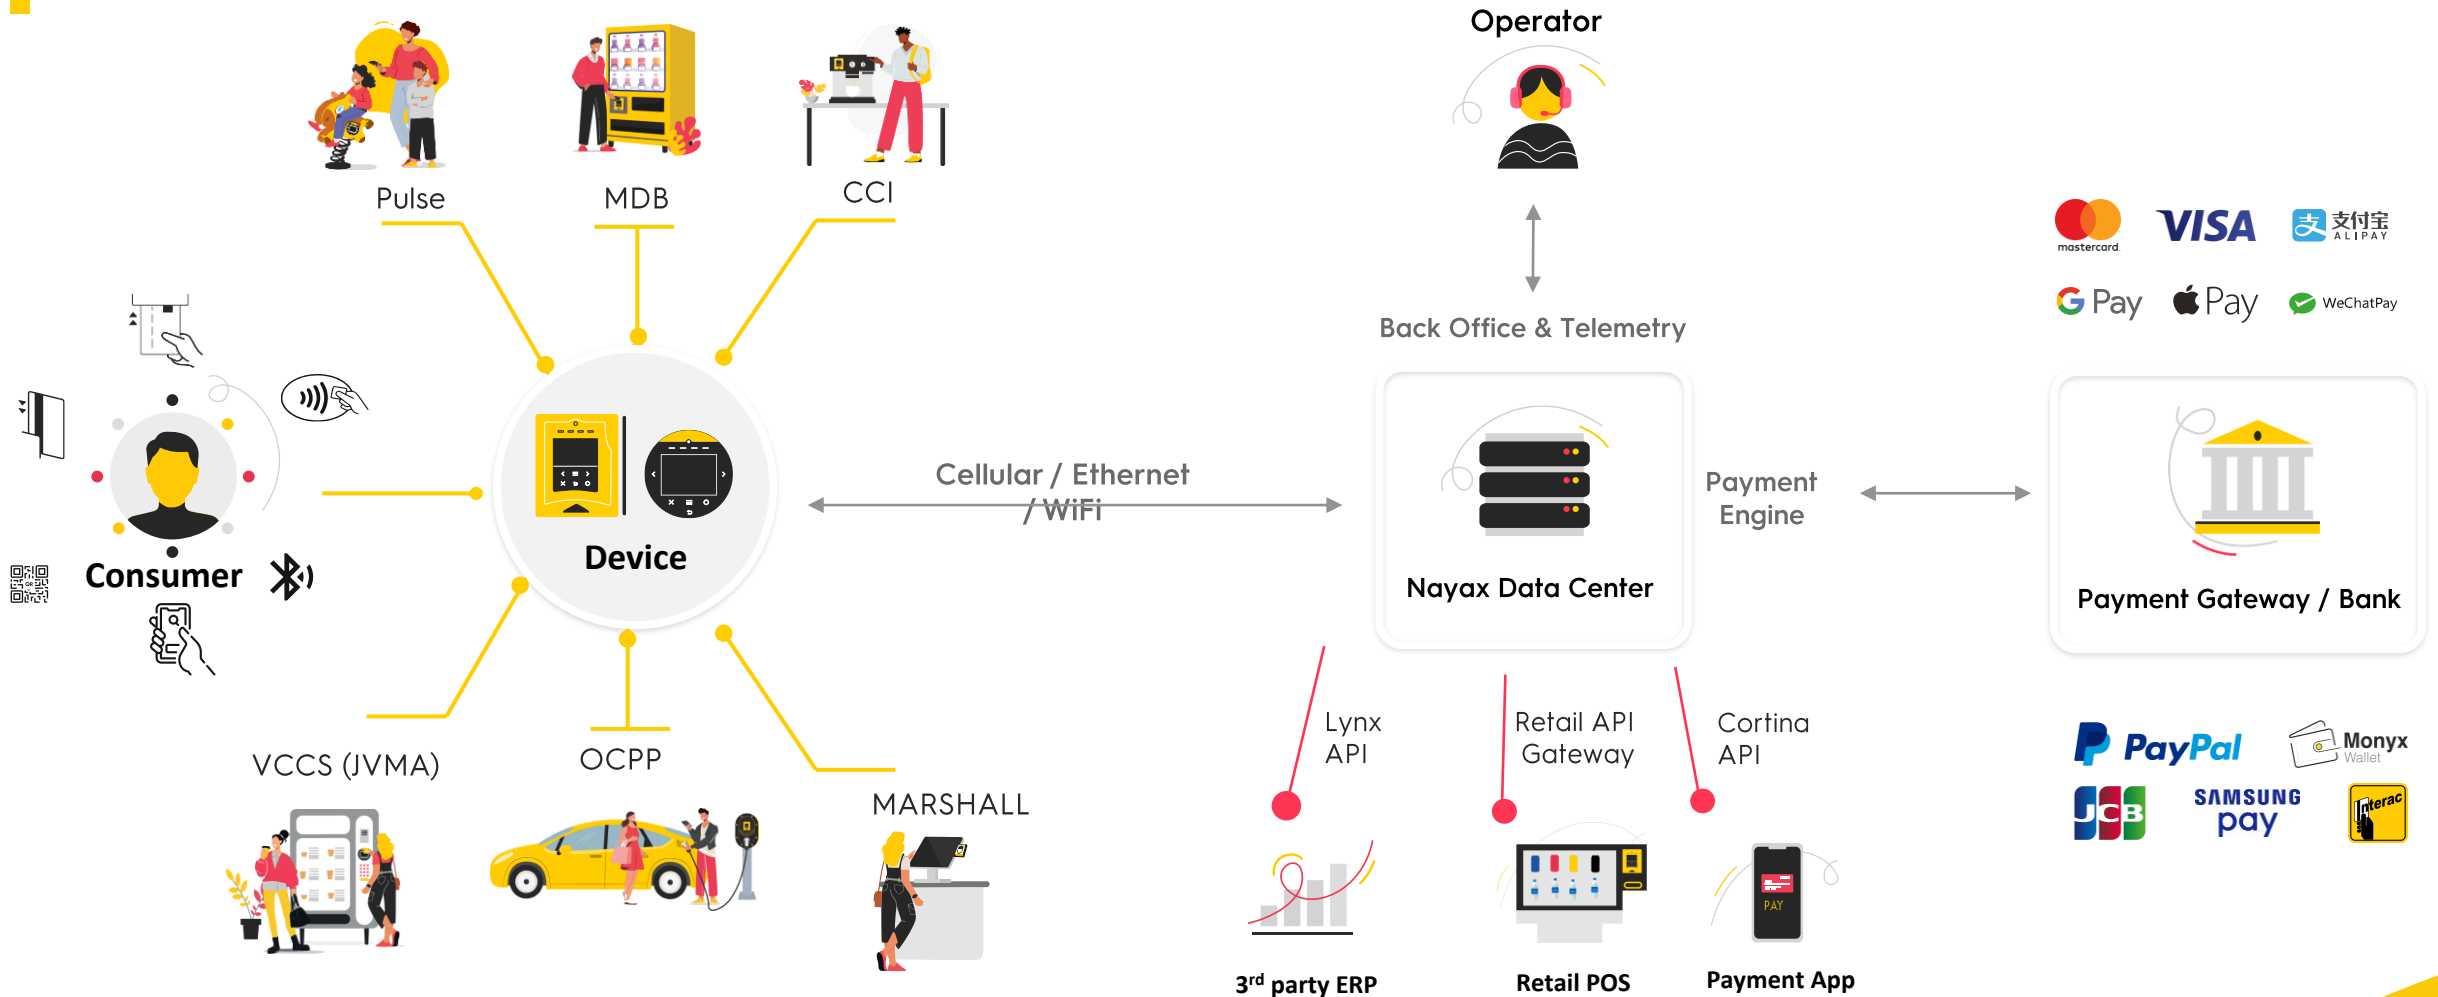 Operator
Pulse
MDB
CCI
mastercard.
VISA
支付宝
ALIPAY
G Pay
Pay
WeChatPay
Back Office & Telemetry
Cellular / Ethernet
/ WiFi
Payment
Engine
Device
Consumer
QR
Nayax Data Center
Payment Gateway / Bank
VCCS (JVMA)
OCPP
MARSHALL
Lynx
API
Retail API
Gateway
Cortina
API
PayPal
Monyx
Wallet
JCB
SAMSUNG
pay
Interac
PAY
3rd party ERP
Retail POS
Payment App